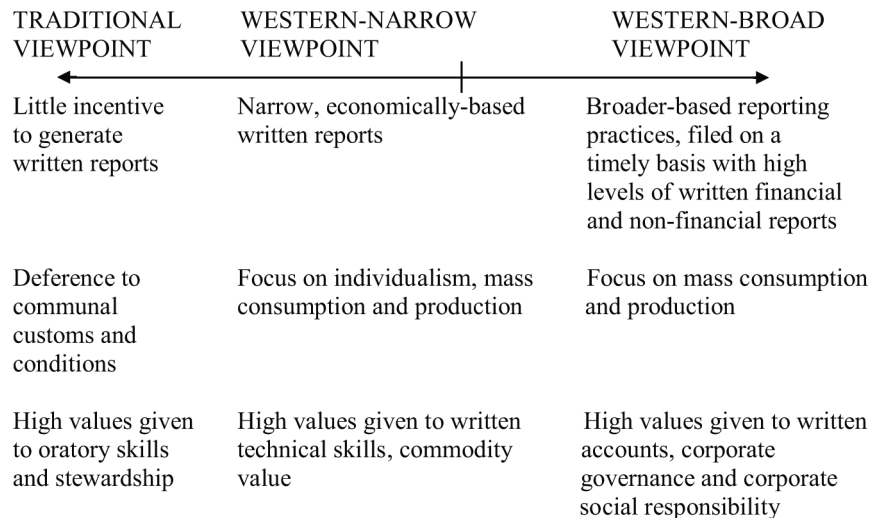 TRADITIONAL
VIEWPOINT
WESTERN-NARROW
VIEWPOINT
WESTERN-BROAD
VIEWPOINT
Little incentive
to generate
written reports
Narrow, economically-based
written reports
Broader-based reporting
practices, filed on a
timely basis with high
levels of written financial
and non-financial reports
Deference to
communal
customs and
conditions
Focus on individualism, mass
consumption and production
Focus on mass consumption
and production
High values given
to oratory skills
and stewardship
High values given to written
technical skills, commodity
value
High values given to written
accounts, corporate
governance and corporate
social responsibility